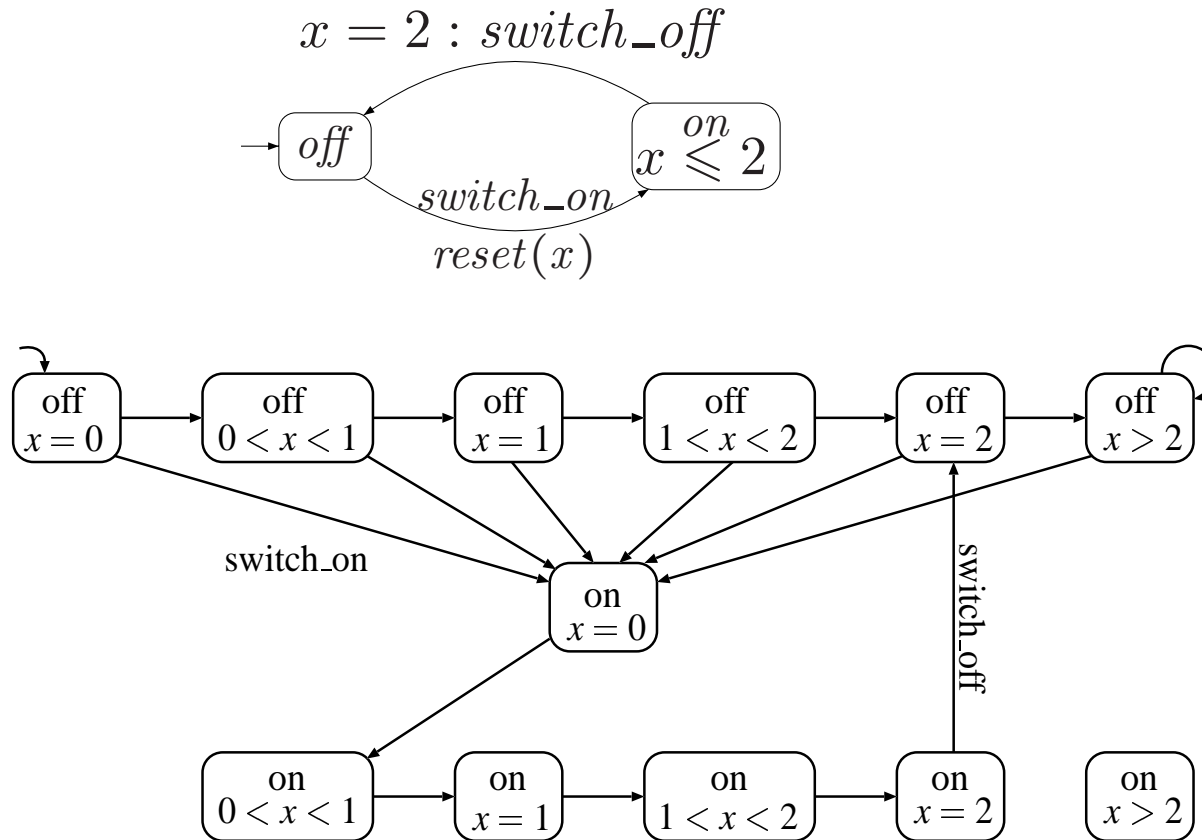 x = 2 : switch_off
off
on
x ⩽ 2
switch_on
reset(x)
off
x = 0
off
0 < x < 1
off
x = 1
off
1 < x < 2
off
x = 2
off
x > 2
switch_on
on
x = 0
switch_off
on
0 < x < 1
on
x = 1
on
1 < x < 2
on
x = 2
on
x > 2